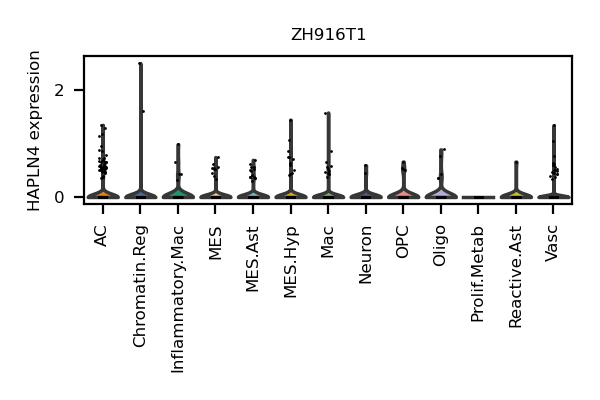 ZH916T1
HAPLN4 expression
2
0
AC
Chromatin.Reg
Inflammatory.Mac
MES
MES.Ast
MES.Hyp
Mac
Neuron
OPC
Oligo
Prolif.Metab
Reactive.Ast
Vasc